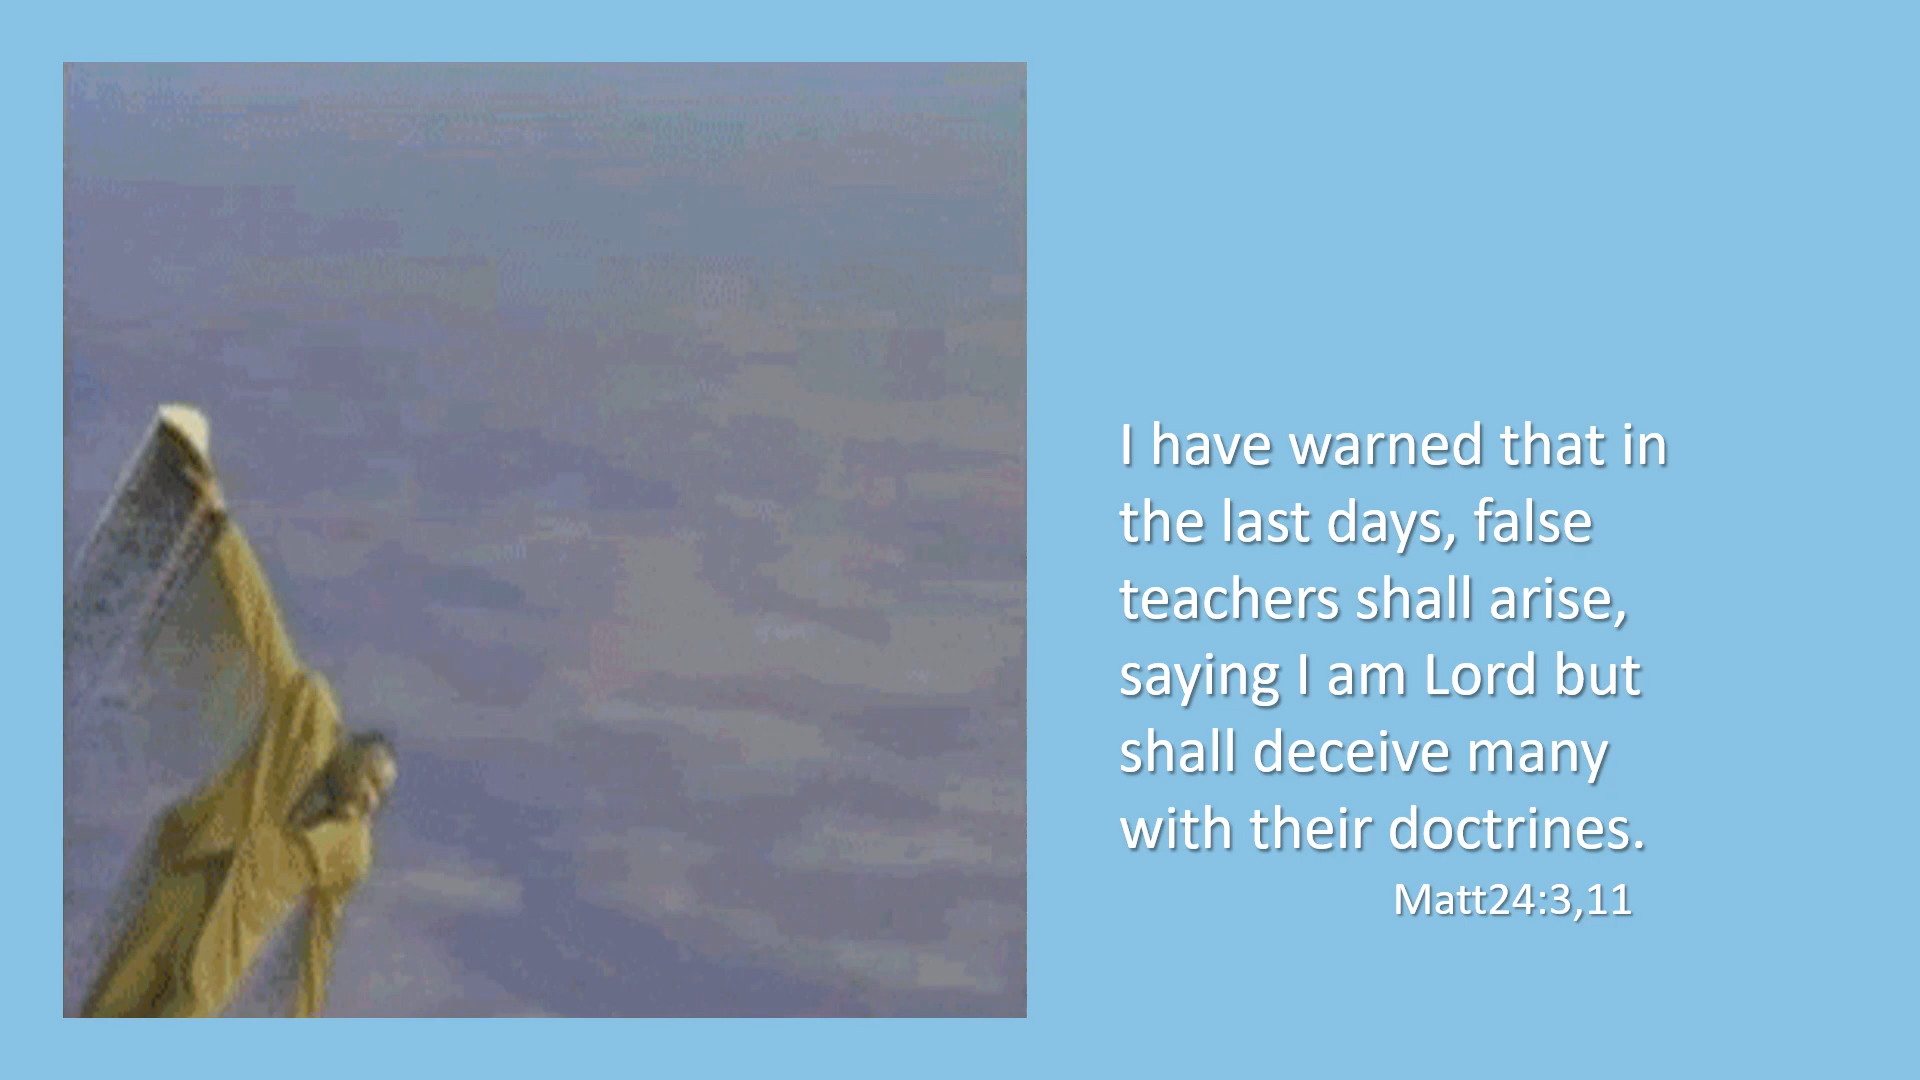 I have warned that in
the last days, false
teachers shall arise,
saying I am Lord but
shall deceive many
with their doctrines.
Matt24:3,11